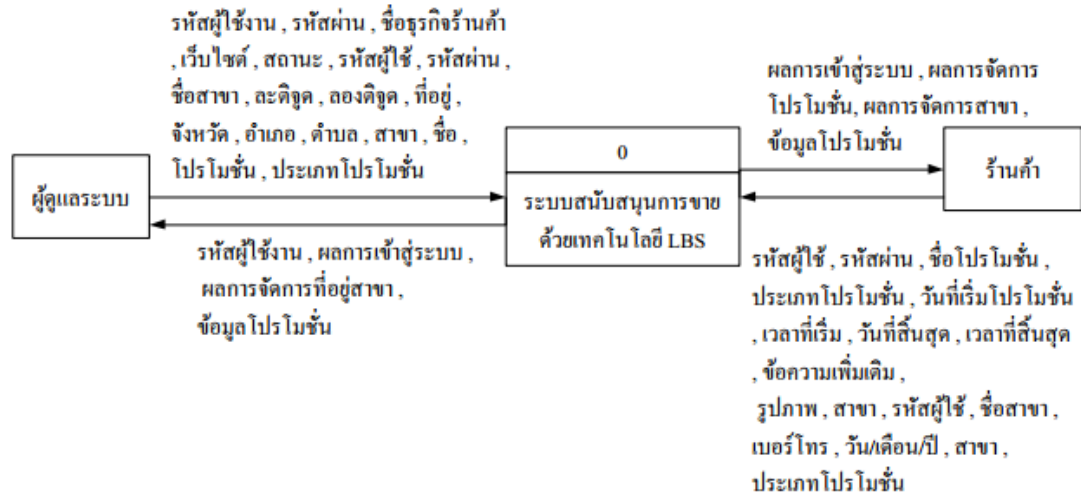 รหัสผู้ใช้งาน , รหัสผ่าน , ชื่อธุรกิจร้านค้า
, เว็บไซต์ , สถานะ , รหัสผู้ใช้ , รหัสผ่าน ,
ชื่อสาขา , ละติจูด , ลองติจูด , ที่อยู่ ,
จังหวัด , อำเภอ , ตำบล , สาขา , ชื่อ ,
โปรโมชั่น , ประเภทโปรโมชั่น
ผู้ดูแลระบบ
รหัสผู้ใช้งาน , ผลการเข้าสู่ระบบ ,
ผลการจัดการที่อยู่สาขา ,
ข้อมูลโปรโมชั่น
0
ระบบสนับสนุนการขาย
ด้วยเทคโนโลยี LBS
ผลการเข้าสู่ระบบ , ผลการจัดการ
โปรโมชั่น, ผลการจัดการสาขา ,
ข้อมูลโปรโมชั่น
ร้านค้า
รหัสผู้ใช้ , รหัสผ่าน , ชื่อโปรโมชั่น ,
ประเภทโปรโมชั่น , วันที่เริ่มโปรโมชั่น
, เวลาที่เริ่ม , วันที่สิ้นสุด , เวลาที่สิ้นสุด
, ข้อความเพิ่มเติม ,
รูปภาพ , สาขา , รหัสผู้ใช้ , ชื่อสาขา ,
เบอร์โทร , วัน/เดือน/ปี , สาขา ,
ประเภทโปรโมชั่น